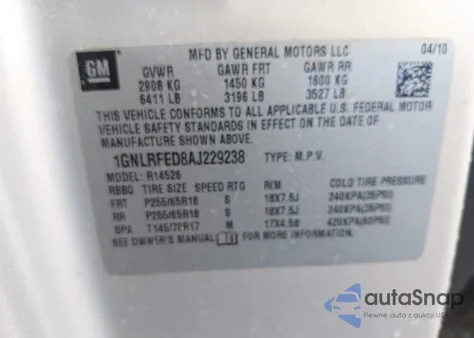 GM
MFD BY GENERAL MOTORS LLC 04/10
GVWR GAWR FRT GAWR RR
2908 KG 1450 KG 1600 KG
6411 LB 3196 LB 3527 LB
THIS VEHICLE CONFORMS TO ALL APPLICABLE U.S. FEDERAL MOTOR
VEHICLE SAFETY STANDARDS IN EFFECT ON THE DATE OF
MANUFACTURE SHOWN ABOVE.
1GNLRFED8AJ229238 TYPE: M.P.V.
MODEL: R14526
TIRE SIZE SPEED RTG RIM COLD TIRE PRESSURE
FRT P255/65R18 S 18X7.5J 240KPA(35PSI)
RR P255/65R18 S 18X7.5J 240KPA(35PSI)
SPA T145/70R17 M 17X4.5B 420KPA(60PSI)
SEE OWNER'S MANUAL FOR MORE INFORMATION
autoSnap
Pewne auta z aukcji USA